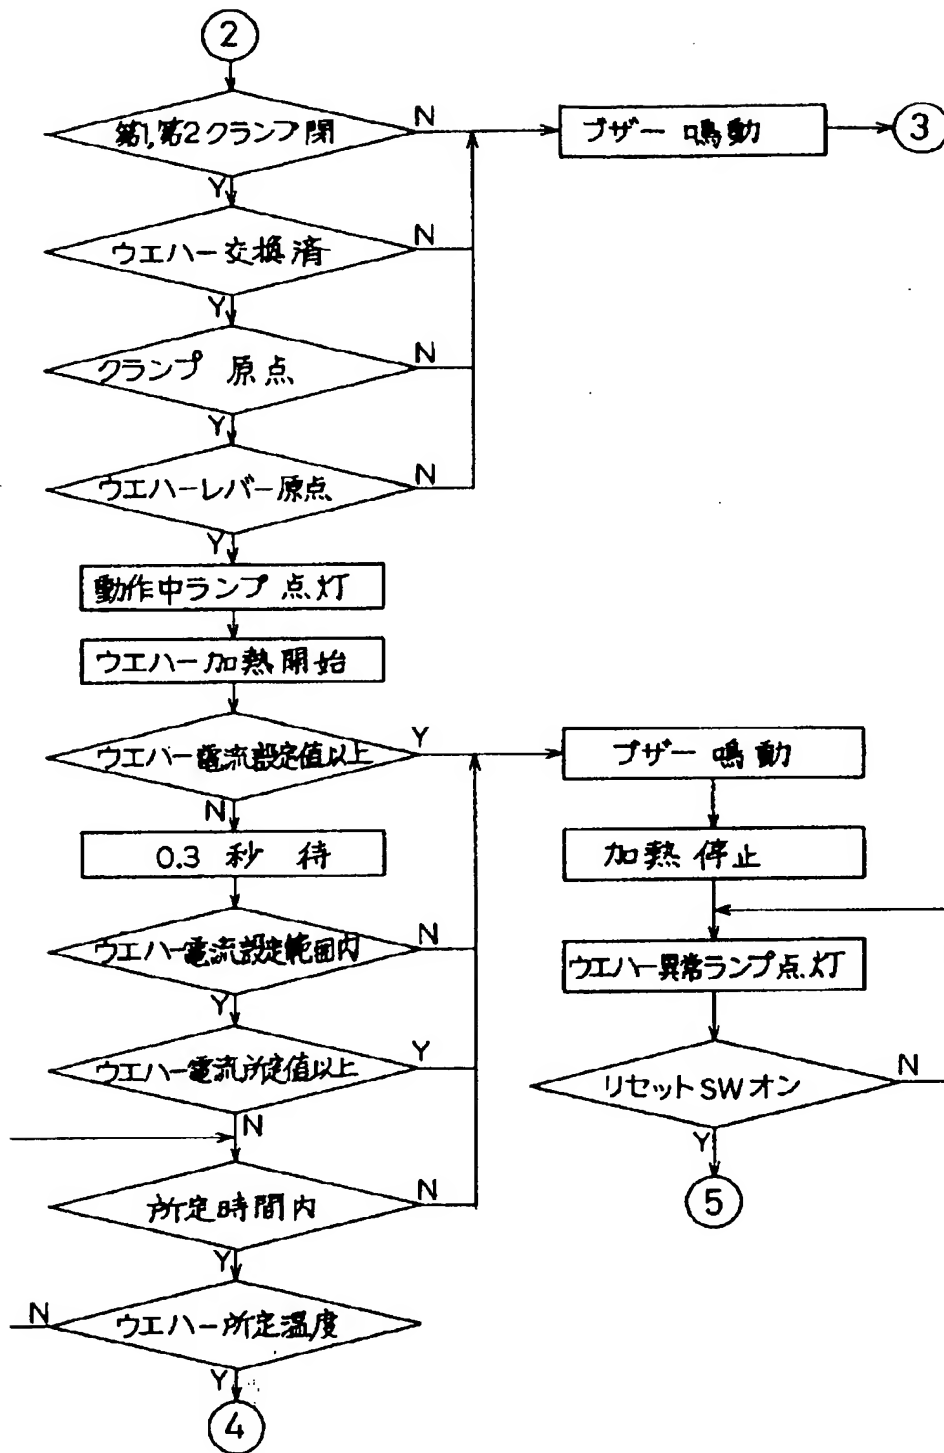 2
第1,第2クランプ閉
N
ブザー 鳴動
3
Y
ウエハー交換済
N
Y
クランプ 原点
N
Y
ウエハーレバー原点
N
Y
動作中ランプ 点灯
ウエハー加熱開始
ウエハー電流設定値以上
Y
ブザー 鳴動
N
0.3 秒 待
加熱停止
ウエハー電流設定範囲内
N
ウエハー異常ランプ点灯
Y
ウエハー電流所定値以上
Y
リセットSWオン
N
N
Y
所定時間内
N
5
Y
N
ウエハー所定温度
Y
4